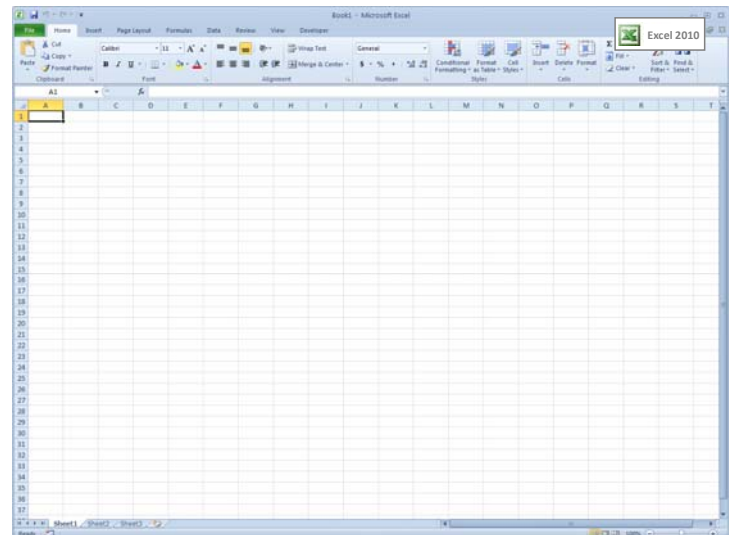 Book1 - Microsoft Excel
File Home Insert Page Layout Formulas Data Review View Developer
Excel 2010
Paste
Cut
Copy
Format Painter
Clipboard
Calibri 11
B I U
Font
Wrap Text
Merge & Center
Alignment
General
$ % ,
Number
Conditional Formatting
Format as Table
Cell Styles
Styles
Insert Delete Format
Cells
Σ
Fill
Clear
Sort & Filter
Find & Select
Editing
A1 fx
A B C D E F G H I J K L M N O P Q R S T
1
2
3
4
5
6
7
8
9
10
11
12
13
14
15
16
17
18
19
20
21
22
23
24
25
26
27
28
29
30
31
32
33
34
35
36
37
Sheet1 Sheet2 Sheet3
Ready 100%